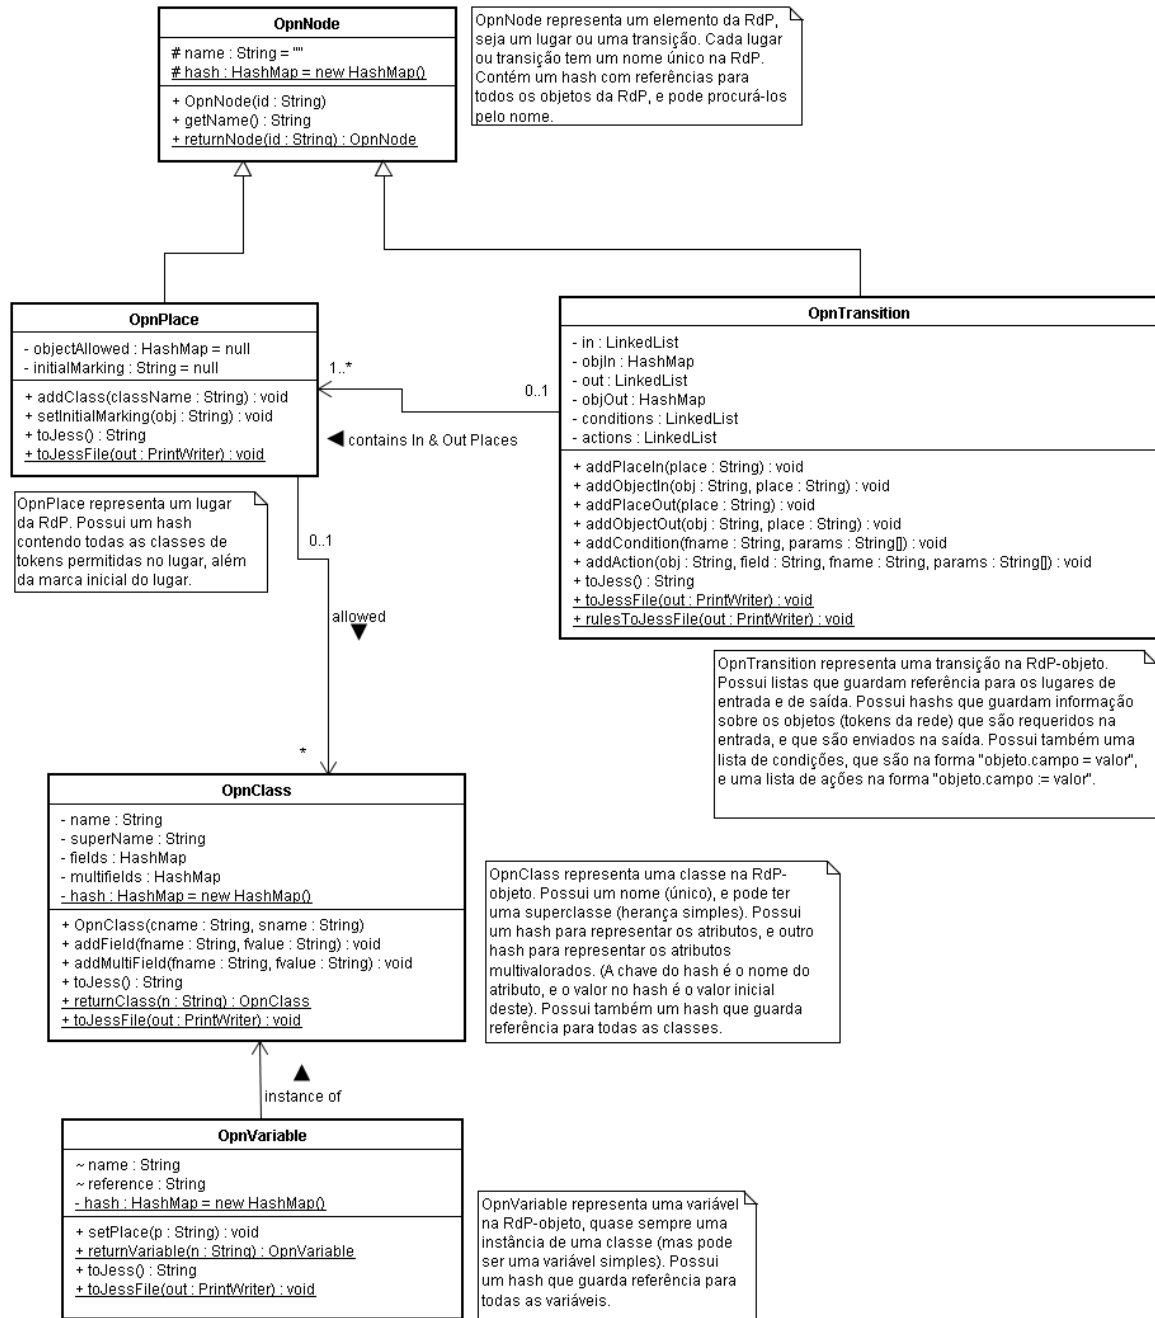 OpnNode
# name : String = ""
# hash : HashMap = new HashMap()
+ OpnNode(id : String)
+ getName() : String
+ returnNode(id : String) : OpnNode
OpnNode representa um elemento da RdP,
seja um lugar ou uma transição. Cada lugar
ou transição tem um nome único na RdP.
Contém um hash com referências para
todos os objetos da RdP, e pode procurá-los
pelo nome.
OpnPlace
- objectAllowed : HashMap = null
- initialMarking : String = null
+ addClass(className : String) : void
+ setInitialMarking(obj : String) : void
+ toJess() : String
+ toJessFile(out : PrintWriter) : void
1..*
0..1
contains In & Out Places
OpnTransition
- in : LinkedList
- objIn : HashMap
- out : LinkedList
- objOut : HashMap
- conditions : LinkedList
- actions : LinkedList
+ addPlaceIn(place : String) : void
+ addObjectIn(obj : String, place : String) : void
+ addPlaceOut(place : String) : void
+ addObjectOut(obj : String, place : String) : void
+ addCondition(fname : String, params : String[]) : void
+ addAction(obj : String, field : String, fname : String, params : String[]) : void
+ toJess() : String
+ toJessFile(out : PrintWriter) : void
+ rulesToJessFile(out : PrintWriter) : void
OpnPlace representa um lugar
da RdP. Possui um hash
contendo todas as classes de
tokens permitidas no lugar, além
da marca inicial do lugar.
0..1
allowed
*
OpnTransition representa uma transição na RdP-objeto.
Possui listas que guardam referência para os lugares de
entrada e de saída. Possui hashs que guardam informação
sobre os objetos (tokens da rede) que são requeridos na
entrada, e que são enviados na saída. Possui também uma
lista de condições, que são na forma "objeto.campo = valor",
e uma lista de ações na forma "objeto.campo := valor".
OpnClass
- name : String
- superName : String
- fields : HashMap
- multifields : HashMap
- hash : HashMap = new HashMap()
+ OpnClass(cname : String, sname : String)
+ addField(fname : String, fvalue : String) : void
+ addMultiField(fname : String, fvalue : String) : void
+ toJess() : String
+ returnClass(n : String) : OpnClass
+ toJessFile(out : PrintWriter) : void
OpnClass representa uma classe na RdP-
objeto. Possui um nome (único), e pode ter
uma superclasse (herança simples). Possui
um hash para representar os atributos, e outro
hash para representar os atributos
multivalorados. (A chave do hash é o nome do
atributo, e o valor no hash é o valor inicial
deste). Possui também um hash que guarda
referência para todas as classes.
instance of
OpnVariable
~ name : String
~ reference : String
- hash : HashMap = new HashMap()
+ setPlace(p : String) : void
+ returnVariable(n : String) : OpnVariable
+ toJess() : String
+ toJessFile(out : PrintWriter) : void
OpnVariable representa uma variável
na RdP-objeto, quase sempre uma
instância de uma classe (mas pode
ser uma variável simples). Possui
um hash que guarda referência para
todas as variáveis.